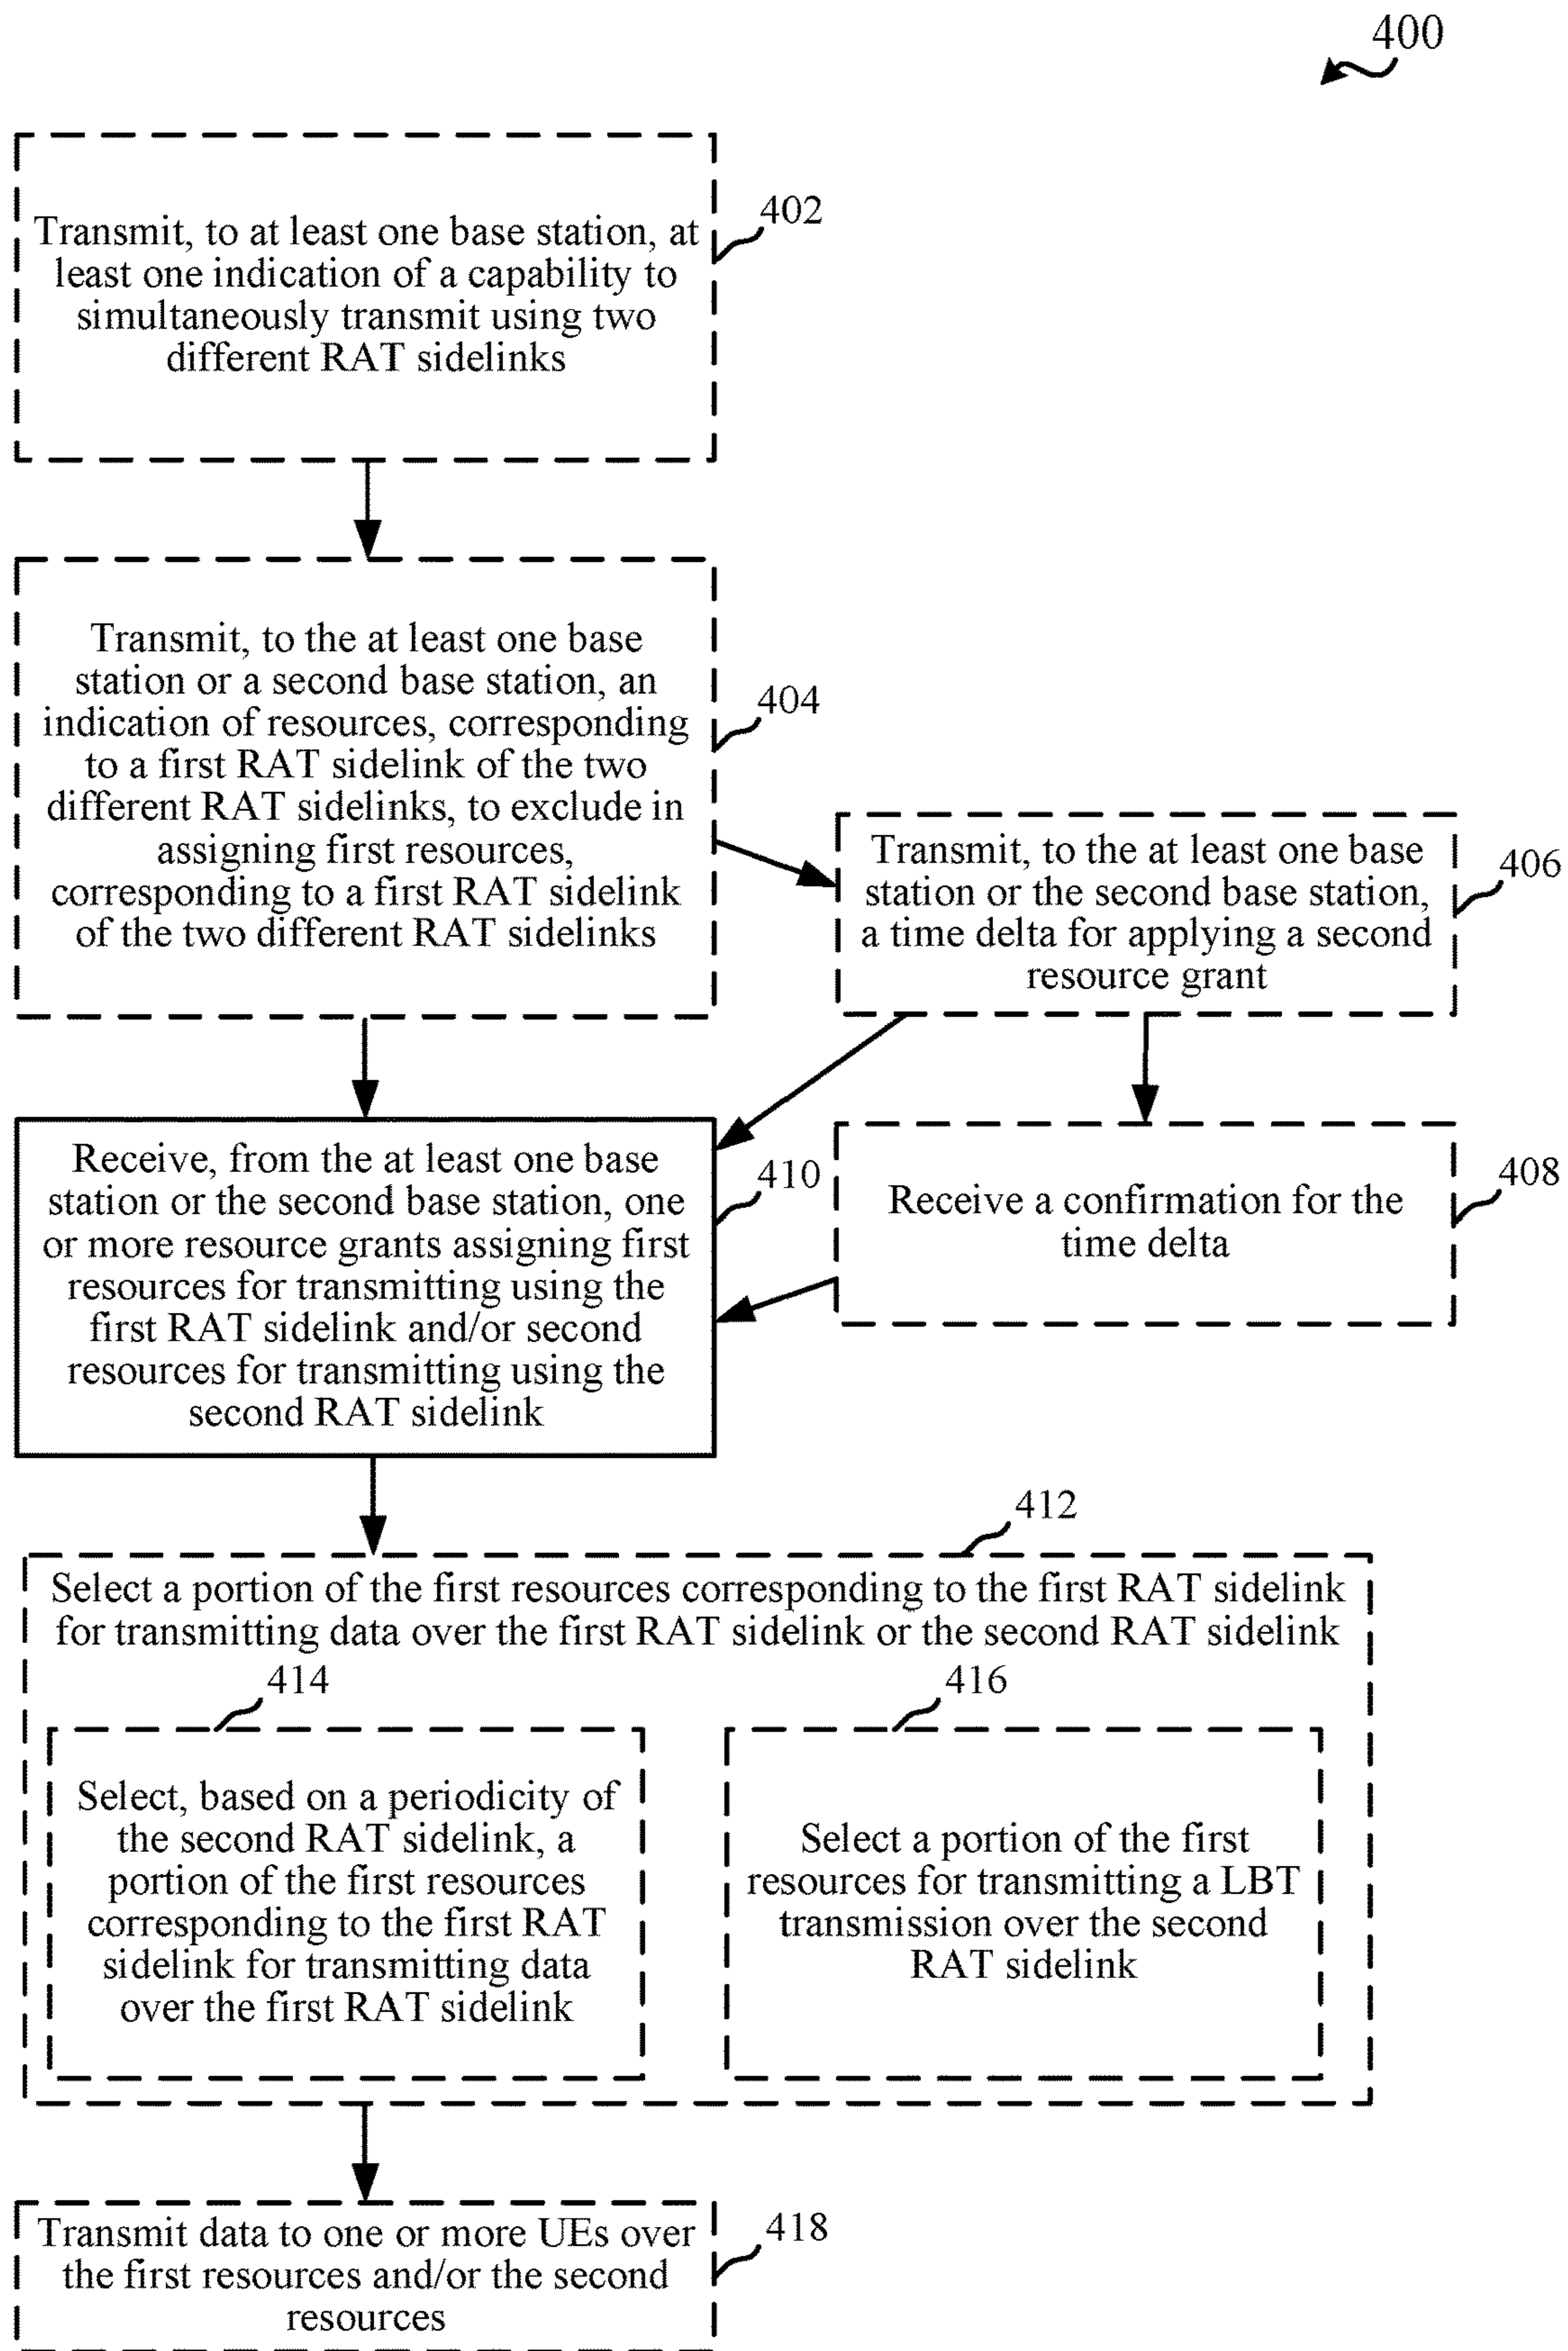 400
Transmit, to at least one base station, at
least one indication of a capability to
simultaneously transmit using two
different RAT sidelinks
402
Transmit, to the at least one base
station or a second base station, an
indication of resources, corresponding
to a first RAT sidelink of the two
different RAT sidelinks, to exclude in
assigning first resources,
corresponding to a first RAT sidelink
of the two different RAT sidelinks
404
Transmit, to the at least one base
station or the second base station,
a time delta for applying a second
resource grant
406
Receive a confirmation for the
time delta
408
Receive, from the at least one base
station or the second base station, one
or more resource grants assigning first
resources for transmitting using the
first RAT sidelink and/or second
resources for transmitting using the
second RAT sidelink
410
412
Select a portion of the first resources corresponding to the first RAT sidelink
for transmitting data over the first RAT sidelink or the second RAT sidelink
414
Select, based on a periodicity of
the second RAT sidelink, a
portion of the first resources
corresponding to the first RAT
sidelink for transmitting data
over the first RAT sidelink
416
Select a portion of the first
resources for transmitting a LBT
transmission over the second
RAT sidelink
Transmit data to one or more UEs over
the first resources and/or the second
resources
418